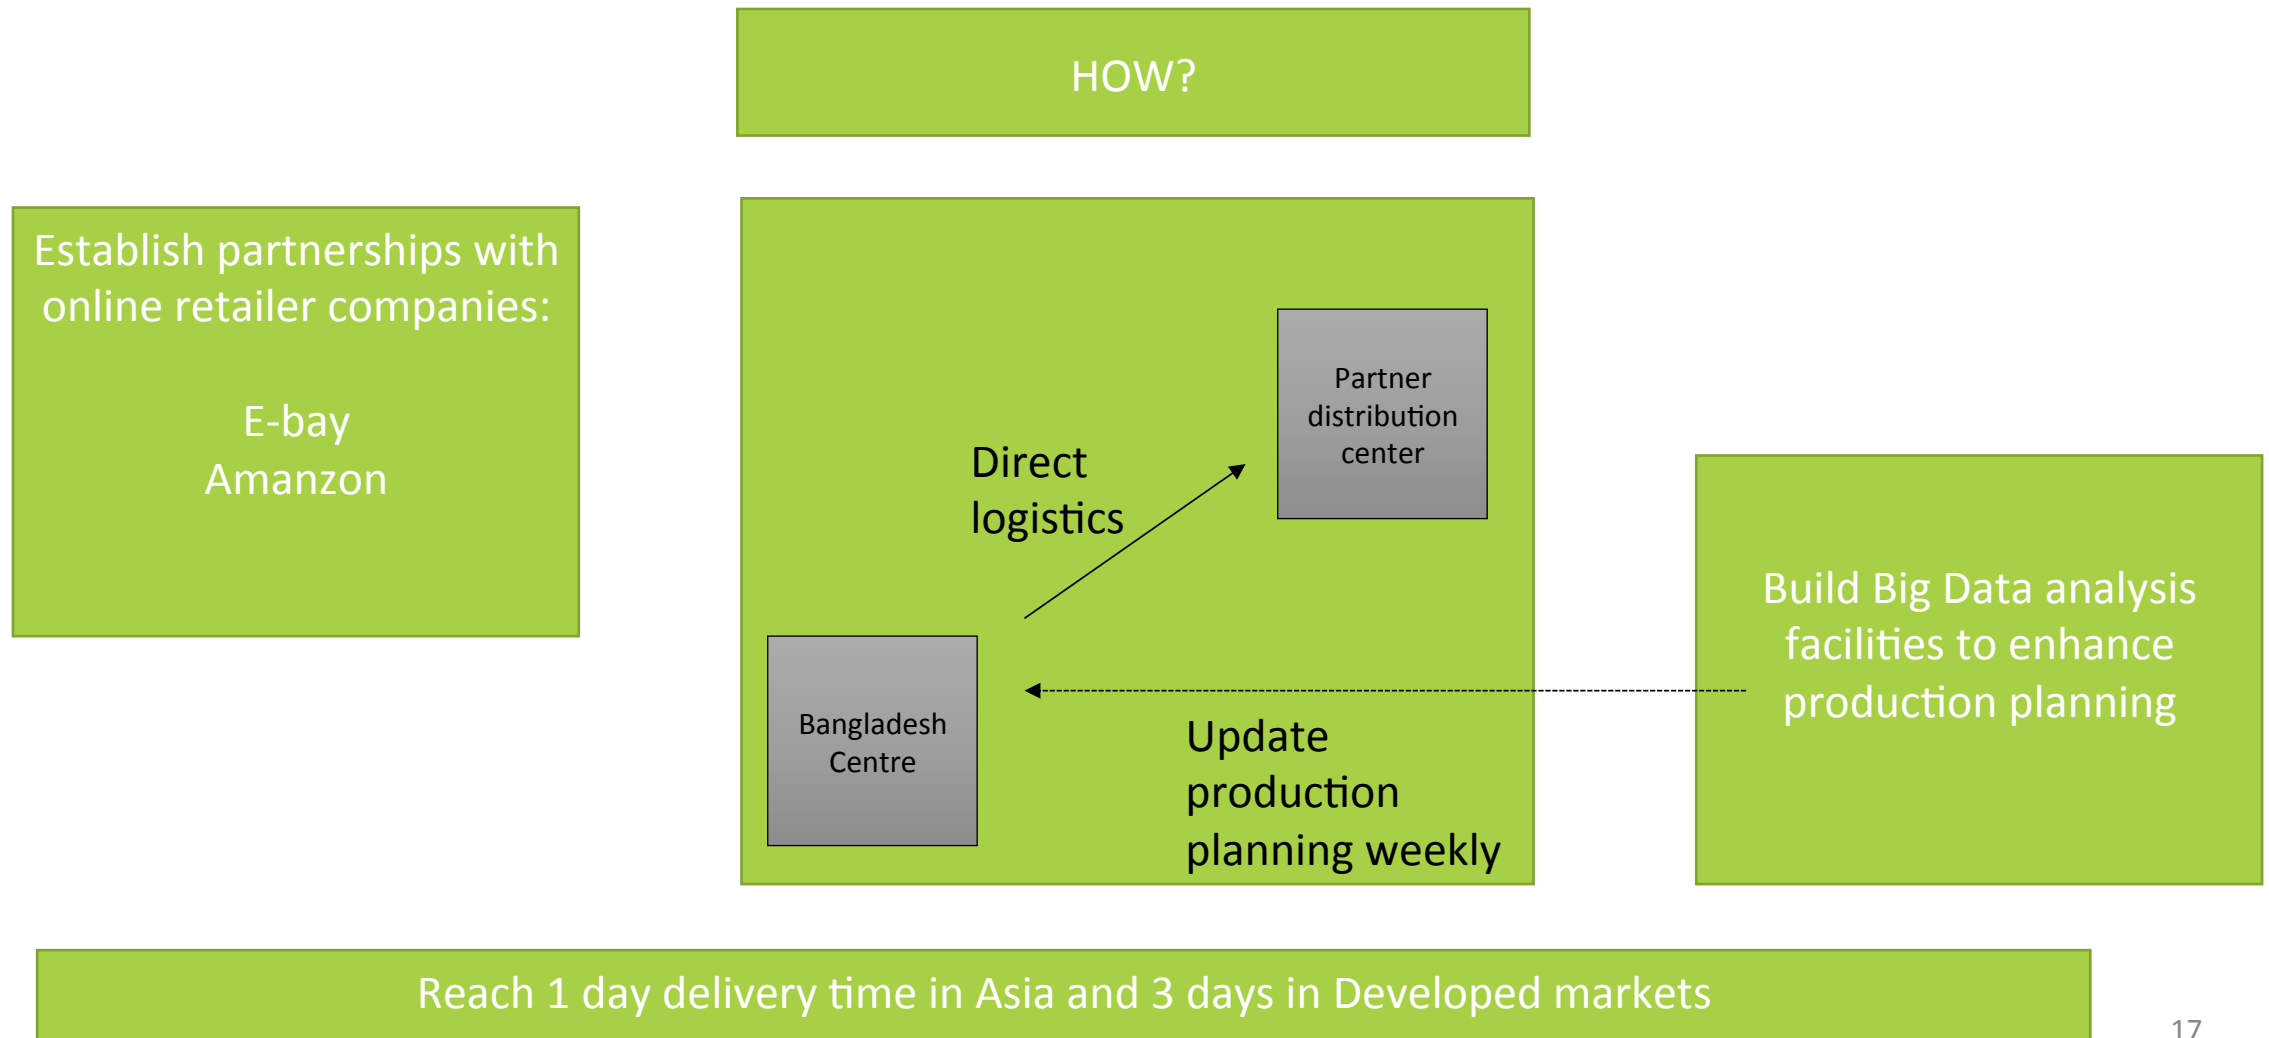 HOW?
Establish partnerships with
online retailer companies:
E-bay
Amanzon
Partner
distribution
center
Direct
logistics
Bangladesh
Centre
Update
production
planning weekly
Build Big Data analysis
facilities to enhance
production planning
Reach 1 day delivery time in Asia and 3 days in Developed markets
17